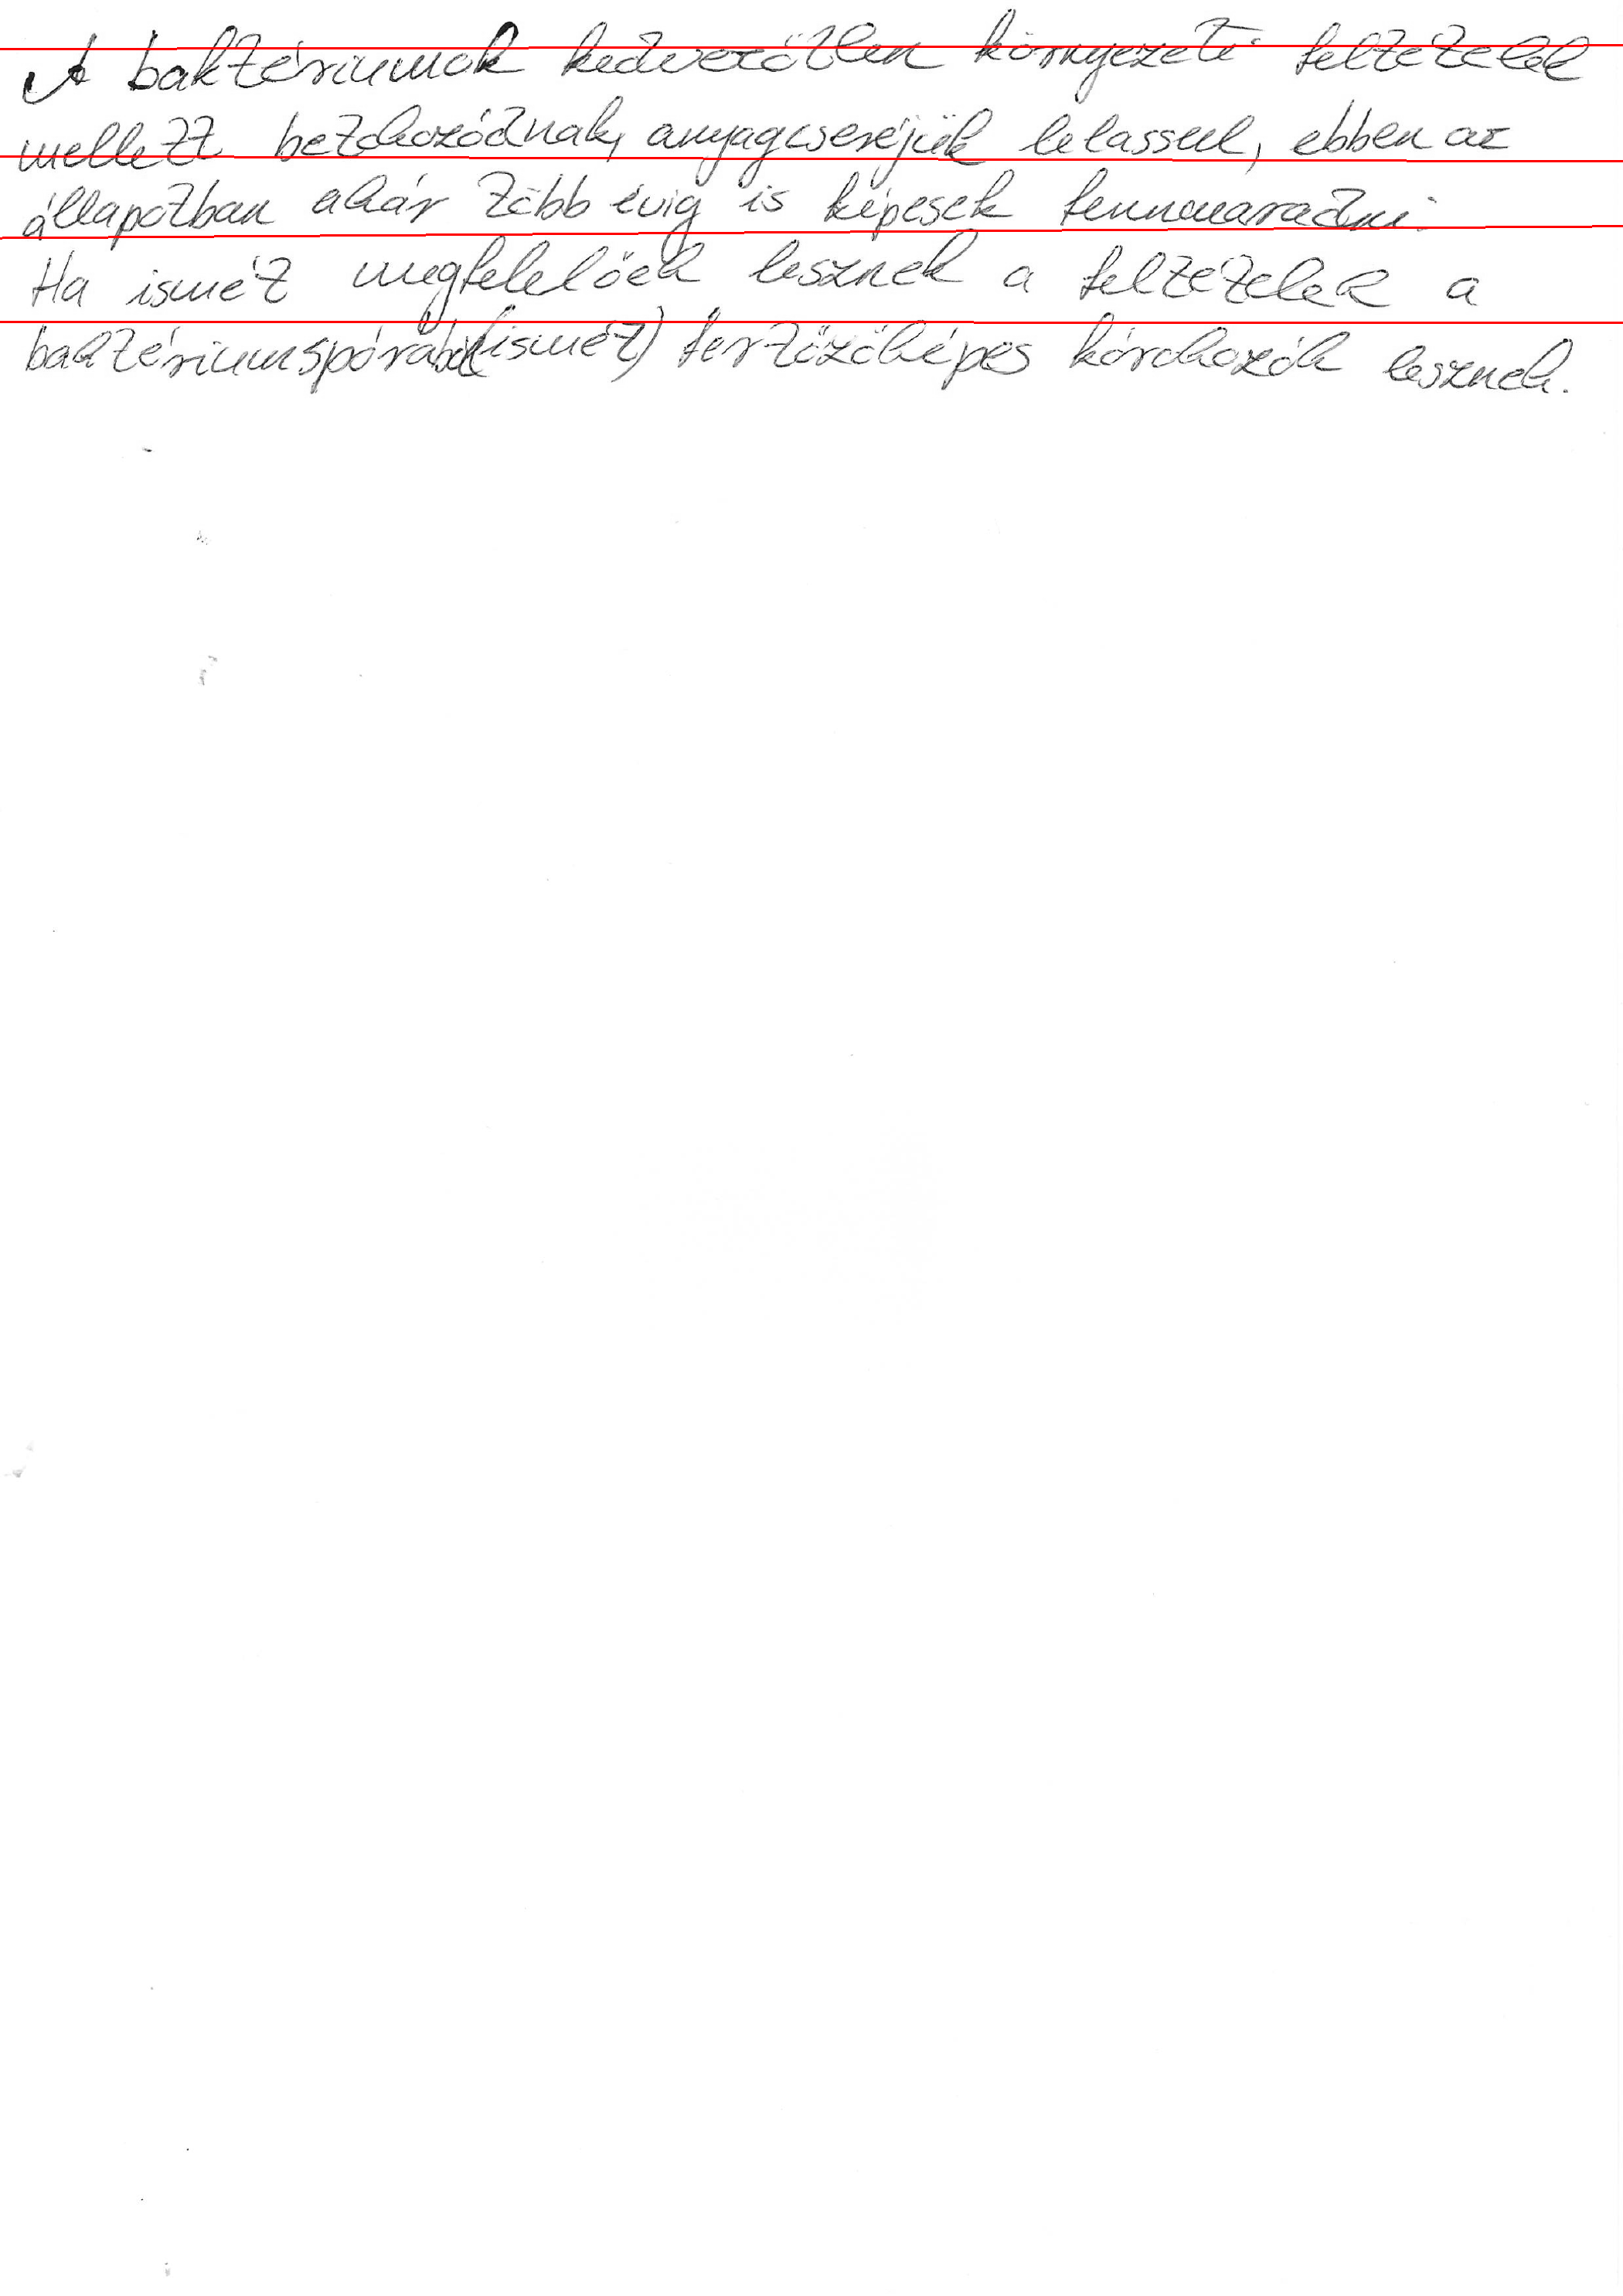 A baktériumok kedvezőtlen környezeti feltételek
mellett betokozódnak, anyagcseréjük lelassul, ebben az
állapotban akár több évig is képesek fennmaradni.
Ha ismét megfelelőek lesznek a feltételek a
baktériumspórából (ismét) fertőzőképes kórokozók lesznek.